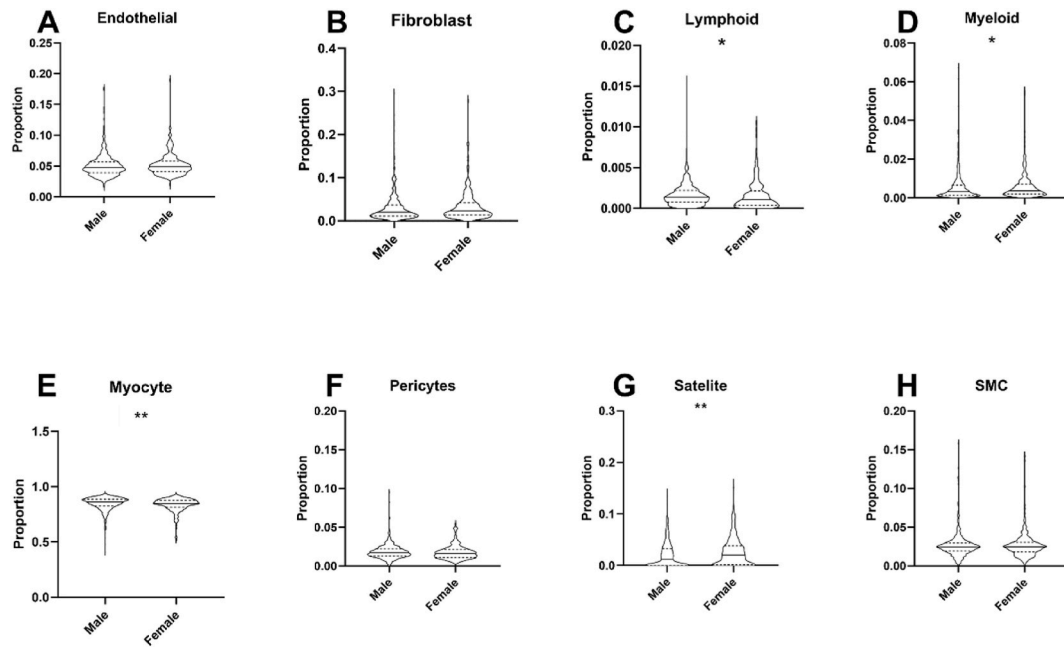 A Endothelial
0.25
0.20
0.15
0.10
0.05
0.00
Proportion
Male
Female
B Fibroblast
0.4
0.3
0.2
0.1
0.0
Proportion
Male
Female
C Lymphoid
*
0.020
0.015
0.010
0.005
0.000
Proportion
Male
Female
D Myeloid
*
0.08
0.06
0.04
0.02
0.00
Proportion
Male
Female
E Myocyte
**
1.5
1.0
0.5
0.0
Proportion
Male
Female
F Pericytes
0.20
0.15
0.10
0.05
0.00
Proportion
Male
Female
G Satelite
**
0.3
0.2
0.1
0.0
Proportion
Male
Female
H SMC
0.20
0.15
0.10
0.05
0.00
Proportion
Male
Female